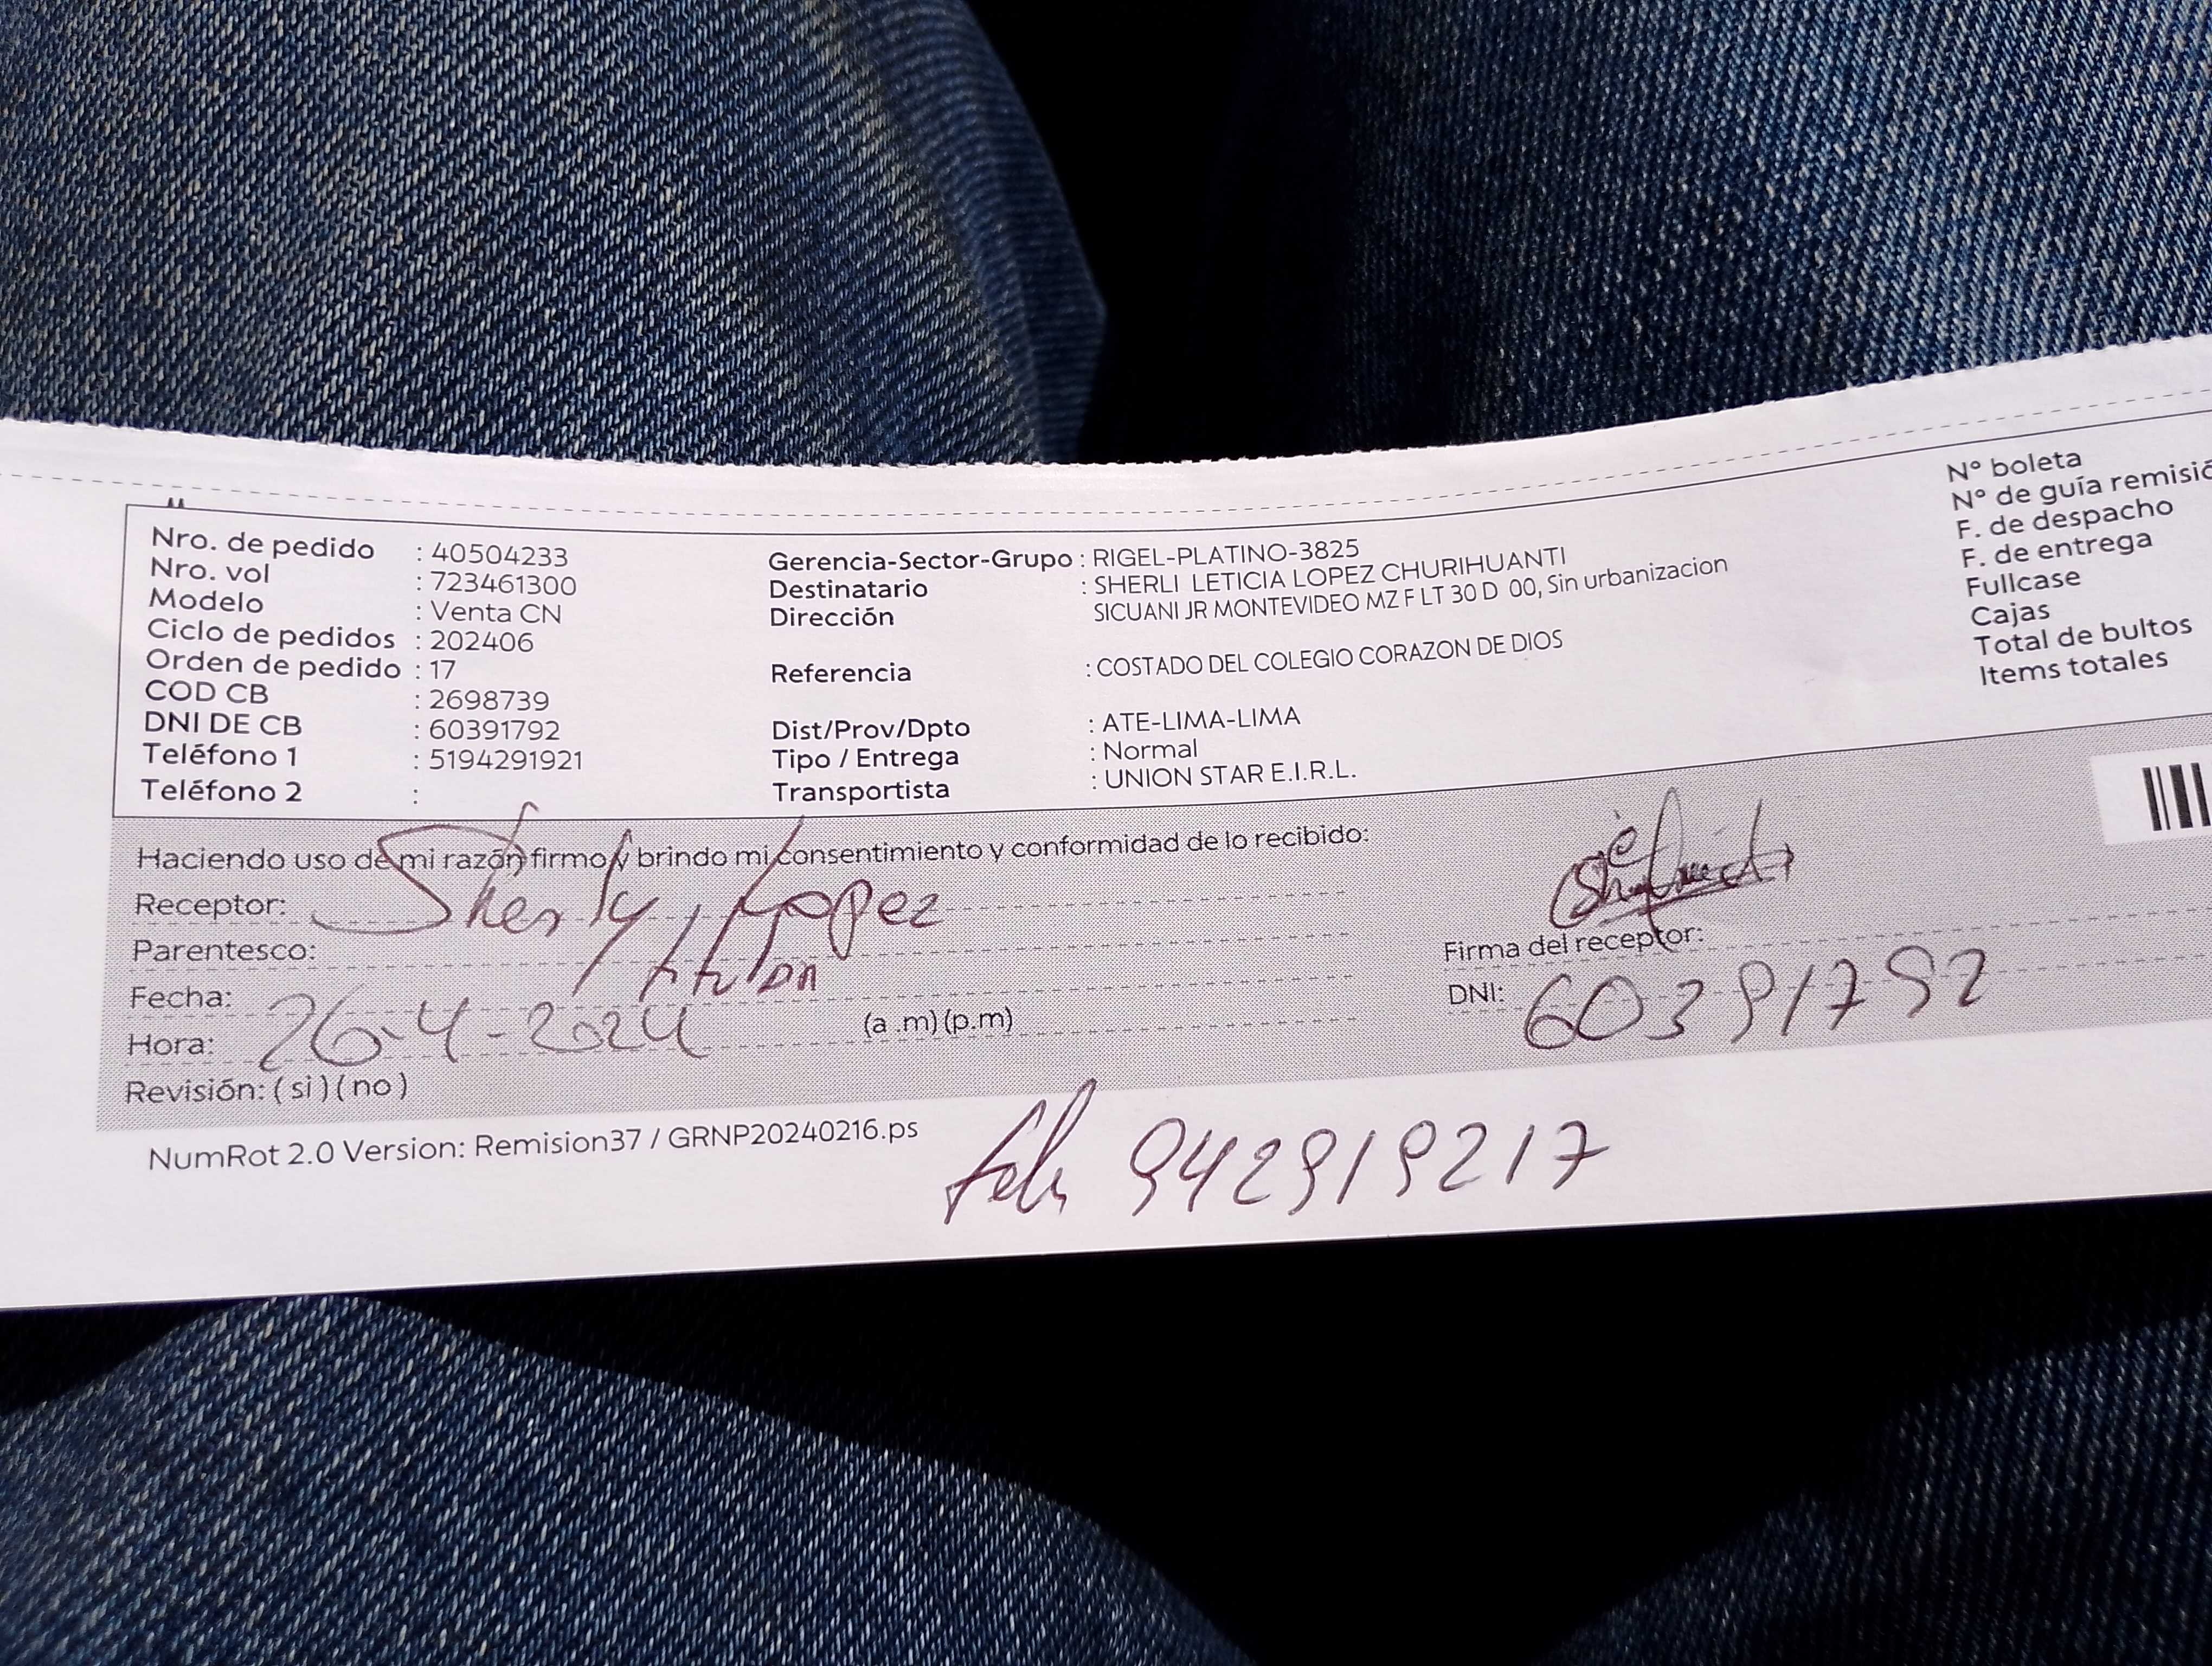 Nro. de pedido : 40504233
Nro. vol : 723461300
Modelo : Venta CN
Ciclo de pedidos : 202406
Orden de pedido : 17
COD CB : 2698739
DNI DE CB : 60391792
Teléfono 1 : 5194291921
Teléfono 2 :
Gerencia-Sector-Grupo : RIGEL-PLATINO-3825
Destinatario : SHERLI LETICIA LOPEZ CHURIHUANTI
Dirección SICUANI JR MONTEVIDEO MZ F LT 30 D 00, Sin urbanizacion
Referencia : COSTADO DEL COLEGIO CORAZON DE DIOS
Dist/Prov/Dpto : ATE-LIMA-LIMA
Tipo / Entrega : Normal
Transportista : UNION STAR E.I.R.L.
N° boleta
N° de guía remisió
F. de despacho
F. de entrega
Fullcase
Cajas
Total de bultos
Items totales
Haciendo uso de mi razón firmo y brindo mi consentimiento y conformidad de lo recibido:
Receptor: Sherly Lopez
Parentesco:
Fecha: 26-4-2024
Hora: (a .m) (p.m)
Revisión: ( si ) ( no )
Firma del receptor:
DNI: 60391792
NumRot 2.0 Version: Remision37 / GRNP20240216.ps
942919217